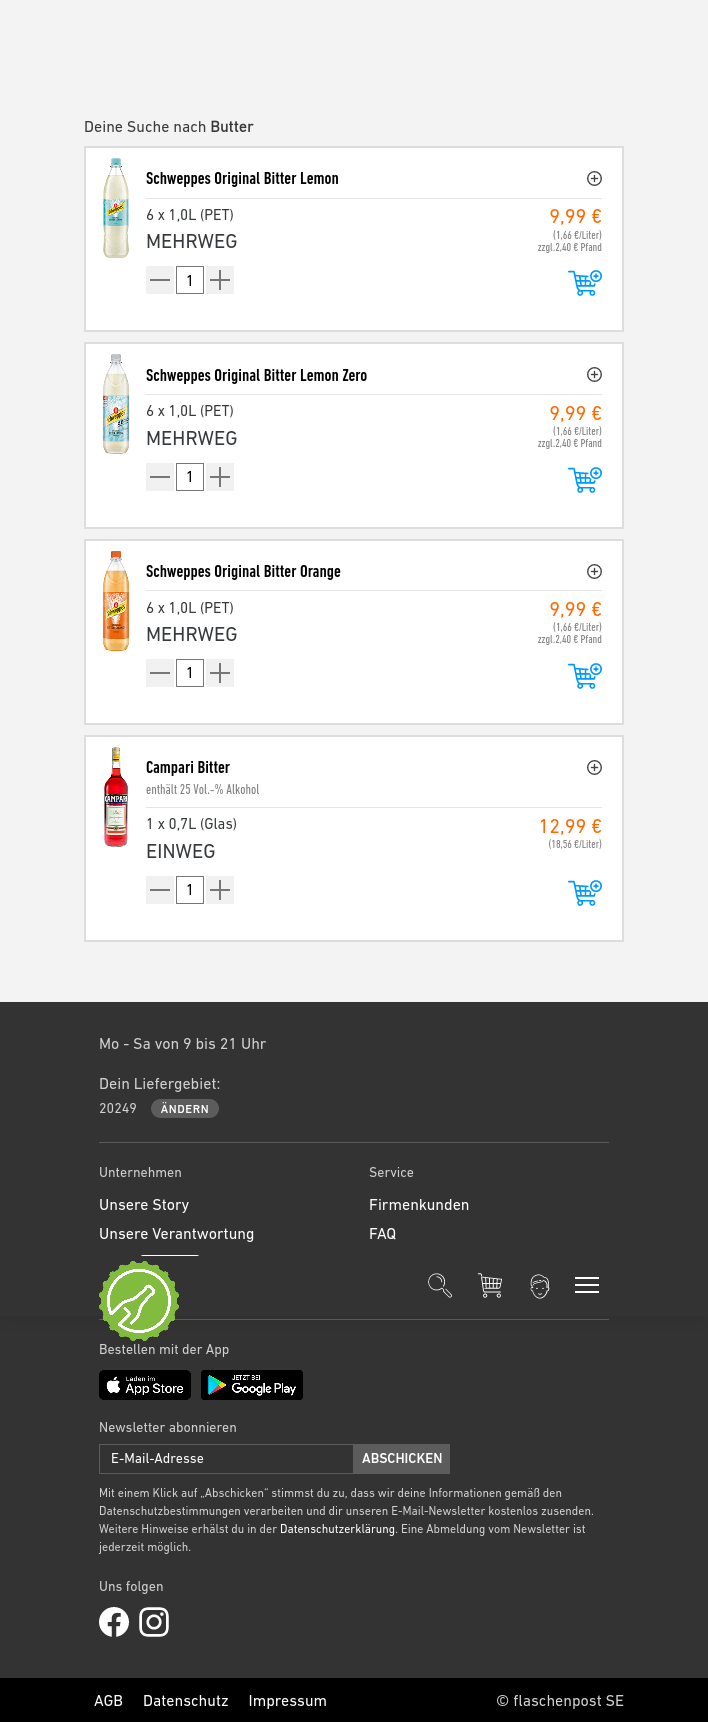 Deine Suche nach Butter
Schweppes Original Bitter Lemon
6 x 1,0L (PET)
9,99 €
MEHRWEG
(1,66 €/Liter)
zzgl.2,40 € Pfand
1
Schweppes Original Bitter Lemon Zero
6 x 1,0L (PET)
9,99 €
MEHRWEG
(1,66 €/Liter)
zzgl.2,40 € Pfand
1
Schweppes Original Bitter Orange
6 x 1,0L (PET)
9,99 €
MEHRWEG
(1,66 €/Liter)
zzgl.2,40 € Pfand
1
CAMPARI
Campari Bitter
enthält 25 Vol.-% Alkohol
1 x 0,7L (Glas)
12,99 €
EINWEG
(18,56 €/Liter)
1
Mo - Sa von 9 bis 21 Uhr
Dein Liefergebiet:
20249 ÄNDERN
Unternehmen
Unsere Story
Unsere Verantwortung
Service
Firmenkunden
FAQ
Bestellen mit der App
Laden im
App Store
JETZT BEI
Google Play
Newsletter abonnieren
E-Mail-Adresse ABSCHICKEN
Mit einem Klick auf „Abschicken“ stimmst du zu, dass wir deine Informationen gemäß den
Datenschutzbestimmungen verarbeiten und dir unseren E-Mail-Newsletter kostenlos zusenden.
Weitere Hinweise erhälst du in der Datenschutzerklärung. Eine Abmeldung vom Newsletter ist
jederzeit möglich.
Uns folgen
AGB Datenschutz Impressum © flaschenpost SE